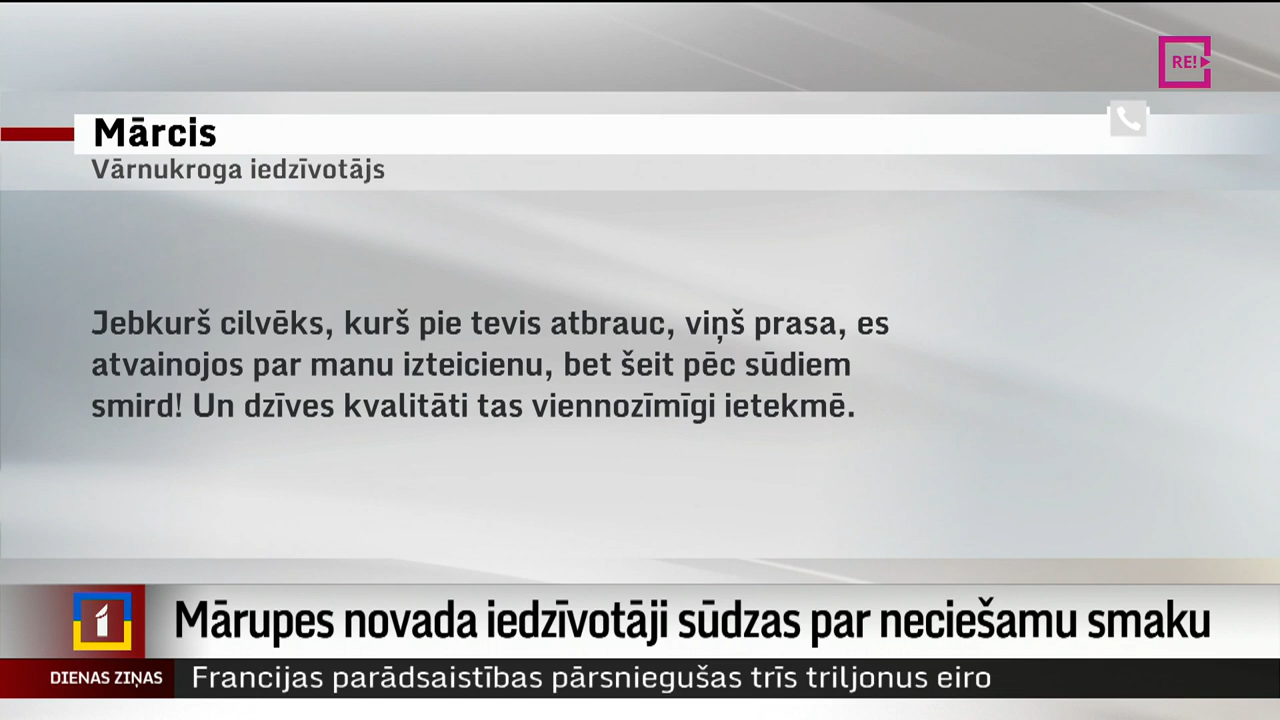 RE!
Mārcis
Vārnukroga iedzīvotājs
Jebkurš cilvēks, kurš pie tevis atbrauc, viņš prasa, es
atvainojos par manu izteicienu, bet šeit pēc sūdiem
smird! Un dzīves kvalitāti tas viennozīmīgi ietekmē.
1
Mārupes novada iedzīvotāji sūdzas par neciešamu smaku
DIENAS ZIŅAS
Francijas parādsaistības pārsniegušas trīs triljonus eiro